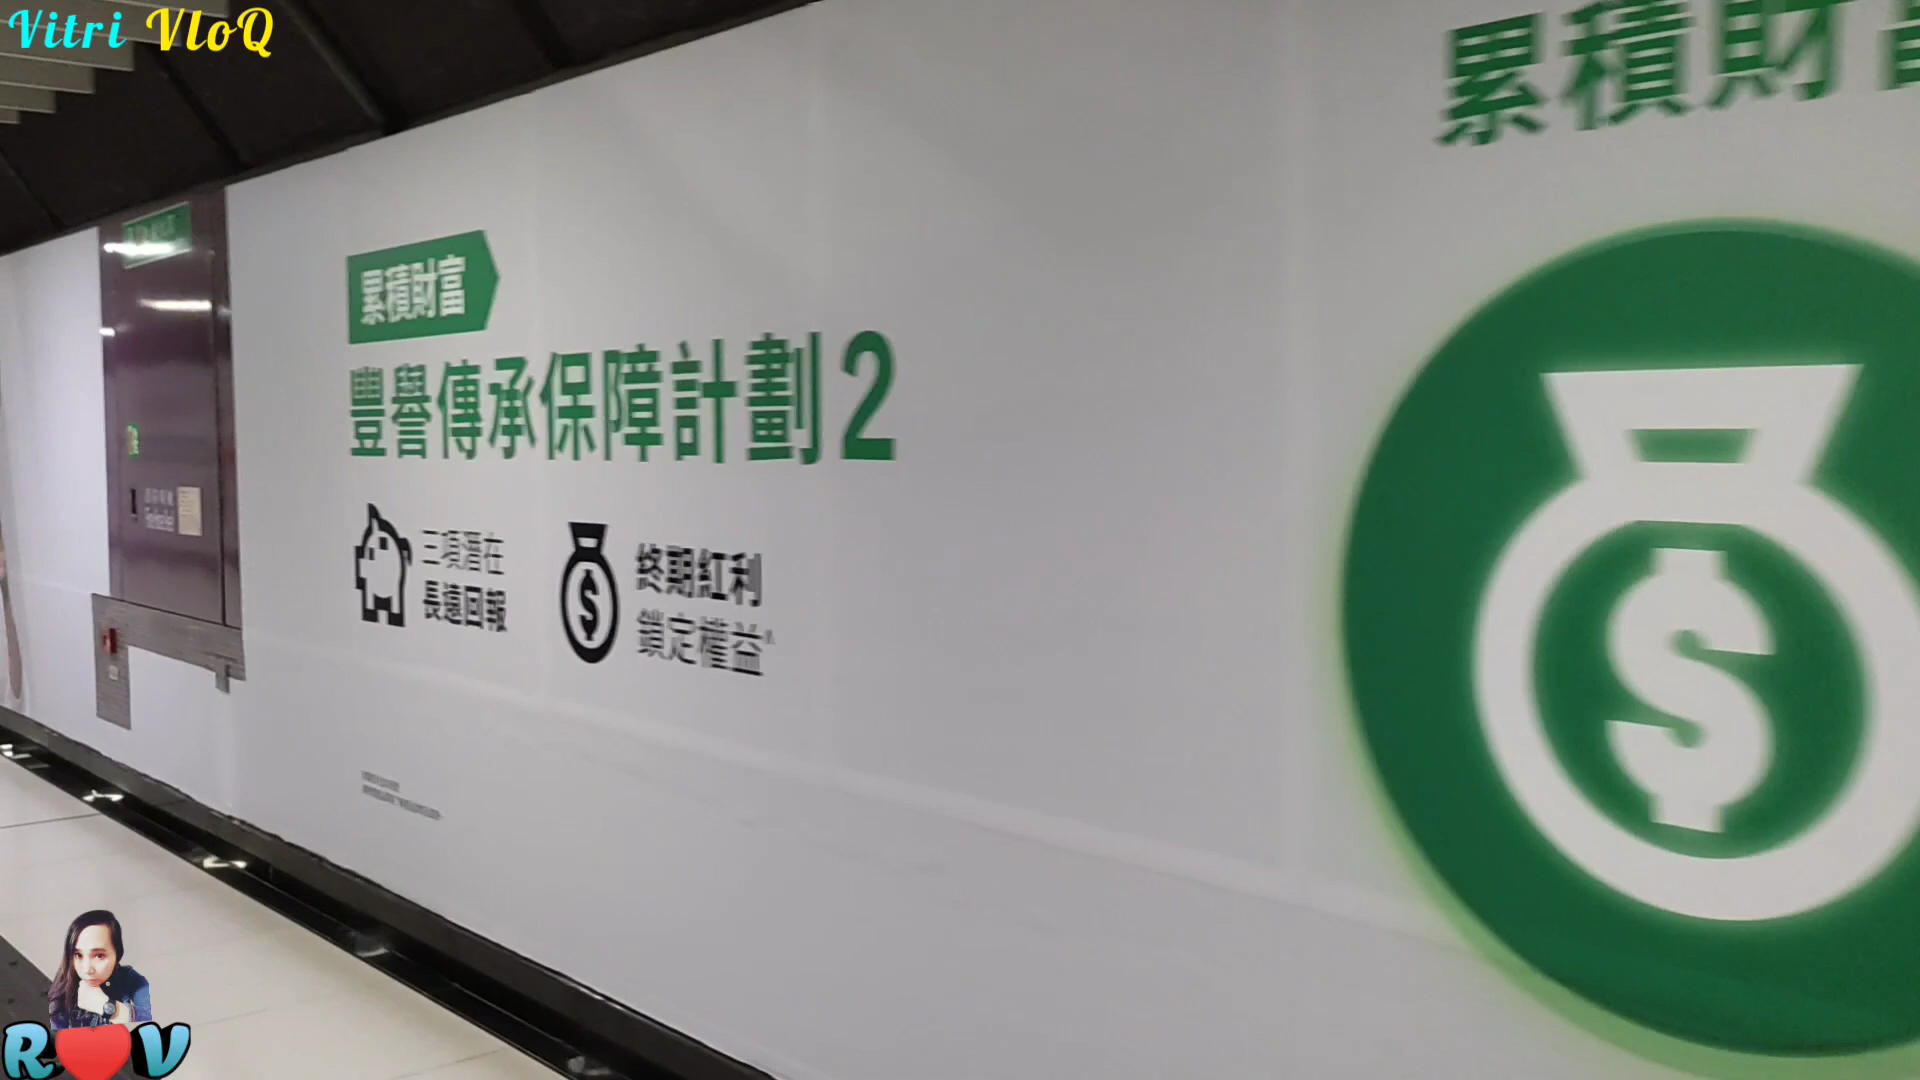 Vitri VloQ
累積財富
累積財
豐譽傳承保障計劃2
三項潛在
長遠回報
終期紅利
鎖定權益^
R V